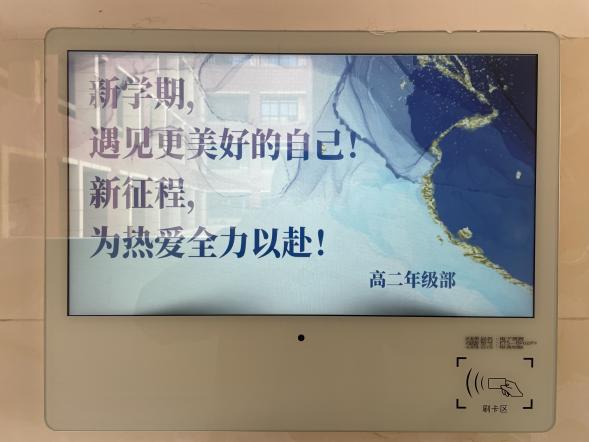 新学期，
遇见更美好的自己！
新征程，
为热爱全力以赴！
高二年级部
刷卡区